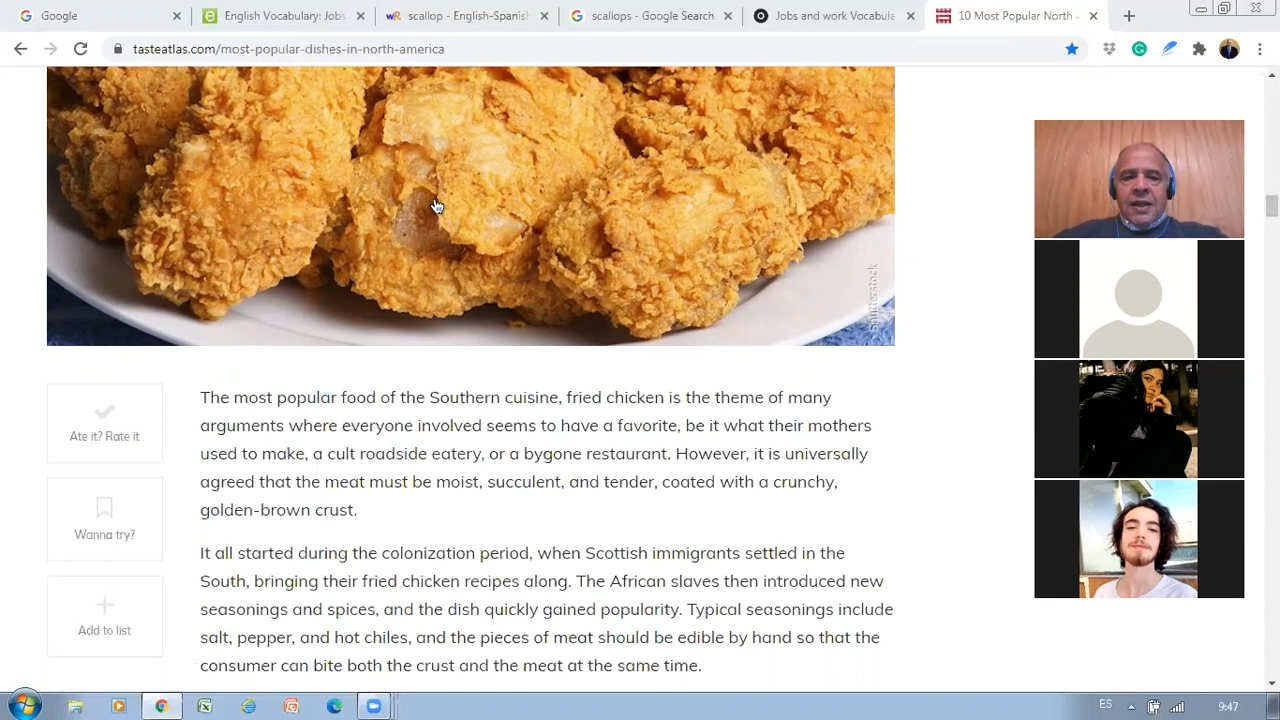 Google
English Vocabulary: Jobs
scallop - English-Spanish
scallops - Google Search
Jobs and work Vocabula
10 Most Popular North
tasteatlas.com/most-popular-dishes-in-north-america
Shutterstock
The most popular food of the Southern cuisine, fried chicken is the theme of many
arguments where everyone involved seems to have a favorite, be it what their mothers
used to make, a cult roadside eatery, or a bygone restaurant. However, it is universally
agreed that the meat must be moist, succulent, and tender, coated with a crunchy,
golden-brown crust.
Ate it? Rate it
Wanna try?
Add to list
It all started during the colonization period, when Scottish immigrants settled in the
South, bringing their fried chicken recipes along. The African slaves then introduced new
seasonings and spices, and the dish quickly gained popularity. Typical seasonings include
salt, pepper, and hot chiles, and the pieces of meat should be edible by hand so that the
consumer can bite both the crust and the meat at the same time.
ES
9:47